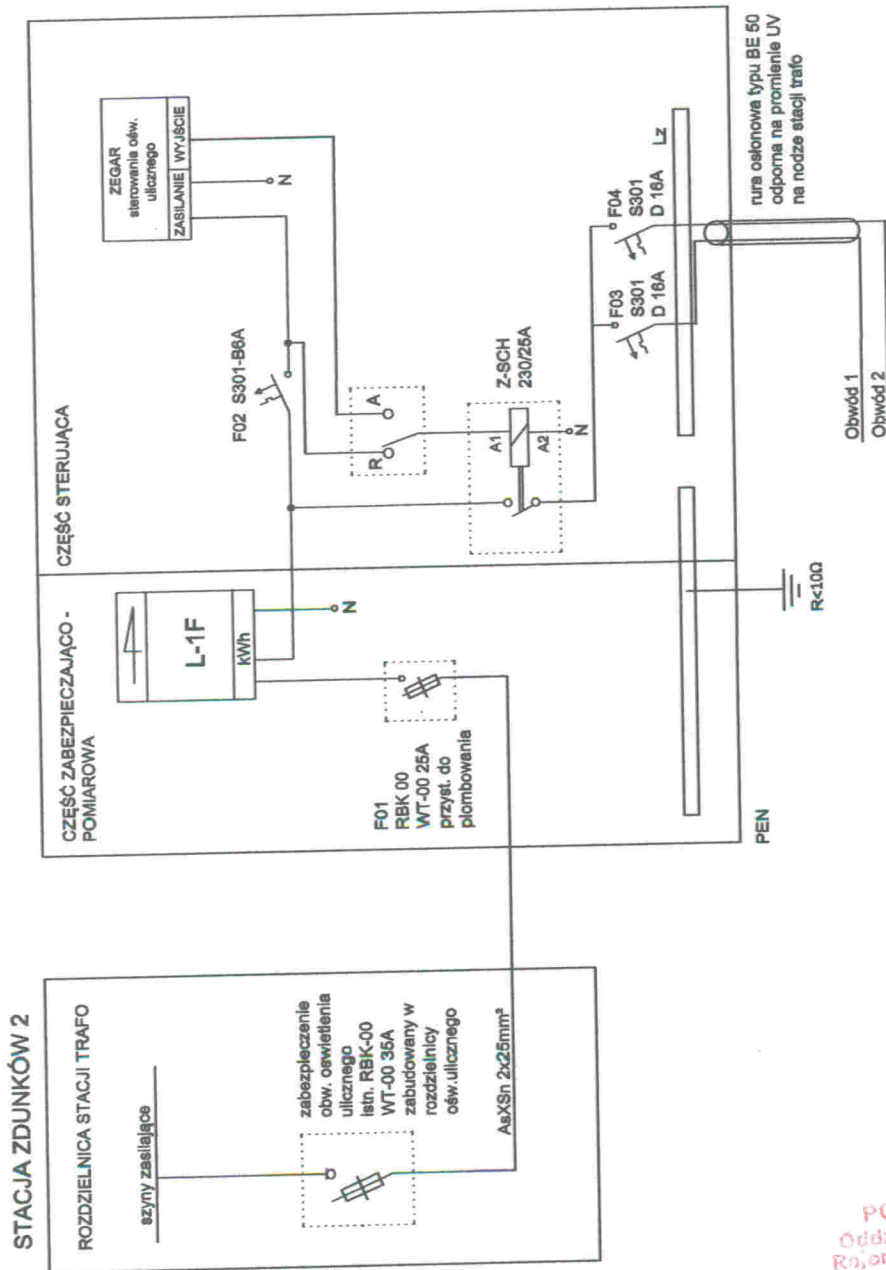 STACJA ZDUNKÓW 2
ROZDZIELNICA STACJI TRAFO
szyny zasilające
zabezpieczenie
obw. oswietlenia
ulicznego
istn. RBK-00
WT-00 35A
zabudowany w
rozdzielnicy
ośw.ulicznego
AsXSn 2x25mm²
CZĘŚĆ ZABEZPIECZAJĄCO -
POMIAROWA
L-1F
kWh
N
F01
RBK 00
WT-00 25A
przyst. do
plombowania
PEN
R<10Ω
CZĘŚĆ STERUJĄCA
ZEGAR
sterowania ośw.
ulicznego
ZASILANIE WYJŚCIE
N
F02 S301-B6A
R A
Z-SCH
230/25A
A1
A2
N
F03
S301
D 16A
F04
S301
D 16A
Lz
rura osłonowa typu BE 50
odporna na promienie UV
na nodze stacji trafo
Obwód 1
Obwód 2